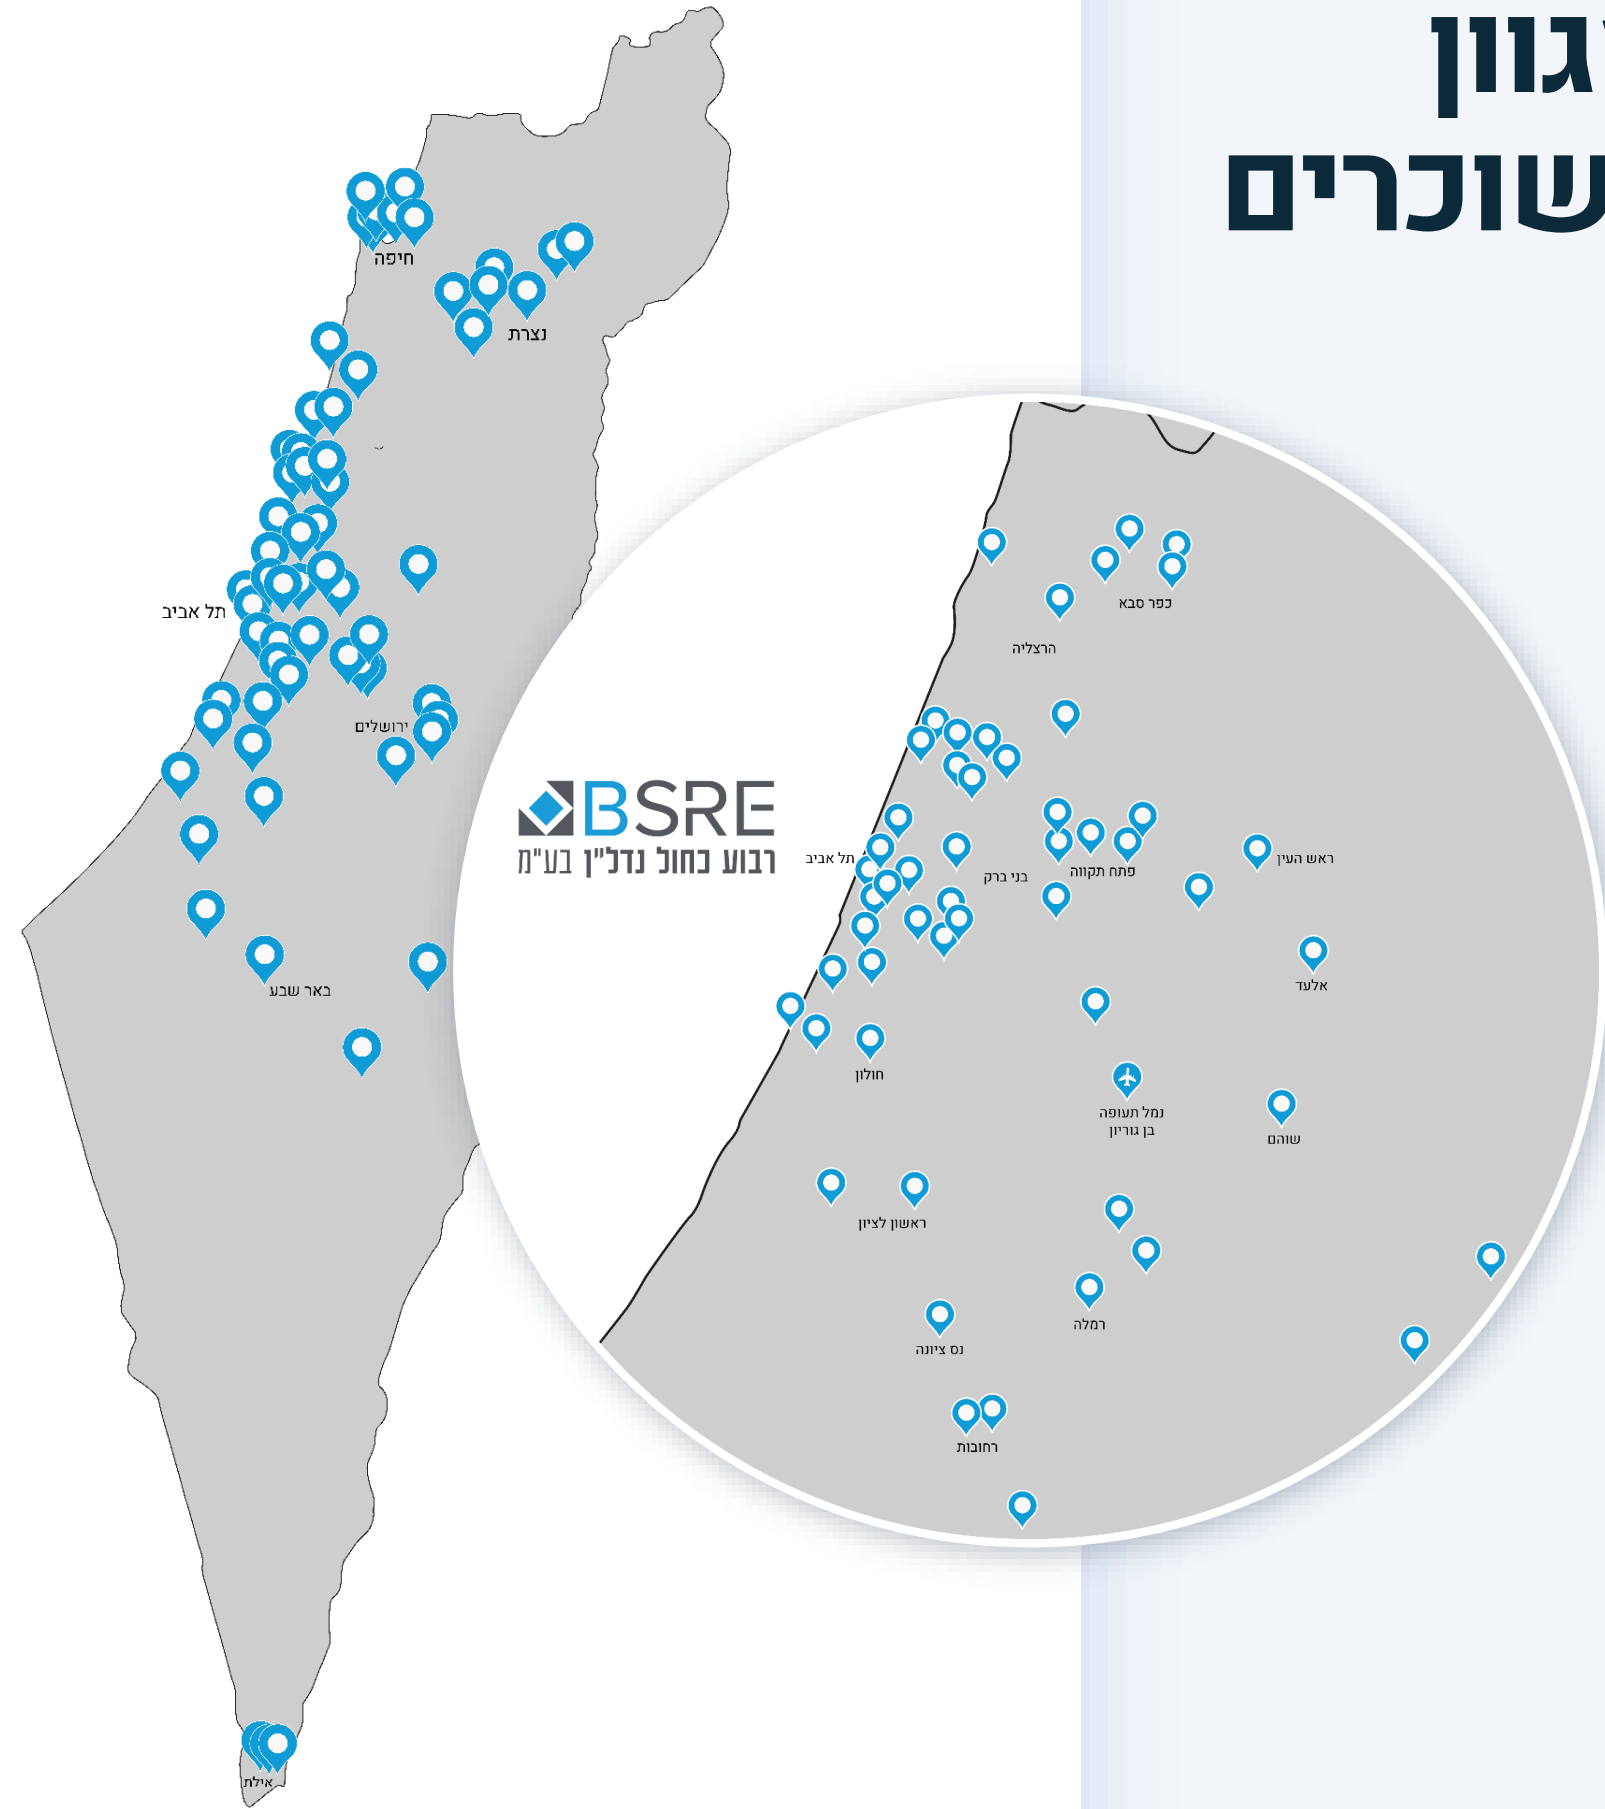 שוכרים
חיפה
נצרת
תל אביב
ירושלים
באר שבע
אילת
BSRE
רבוע כחול נדל"ן בע"מ
כפר סבא
הרצליה
תל אביב
בני ברק
פתח תקווה
ראש העין
אלעד
חולון
נמל תעופה
בן גוריון
שוהם
ראשון לציון
רמלה
נס ציונה
רחובות